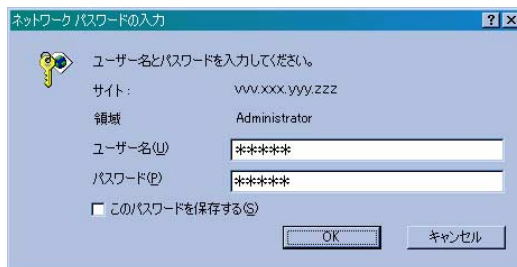 ネットワーク パスワードの入力
ユーザー名とパスワードを入力してください。
サイト: vvv.xxx.yyy.zzz
領域 Administrator
ユーザー名(U) *****
パスワード(P) *****
このパスワードを保存する(S)
OK キャンセル